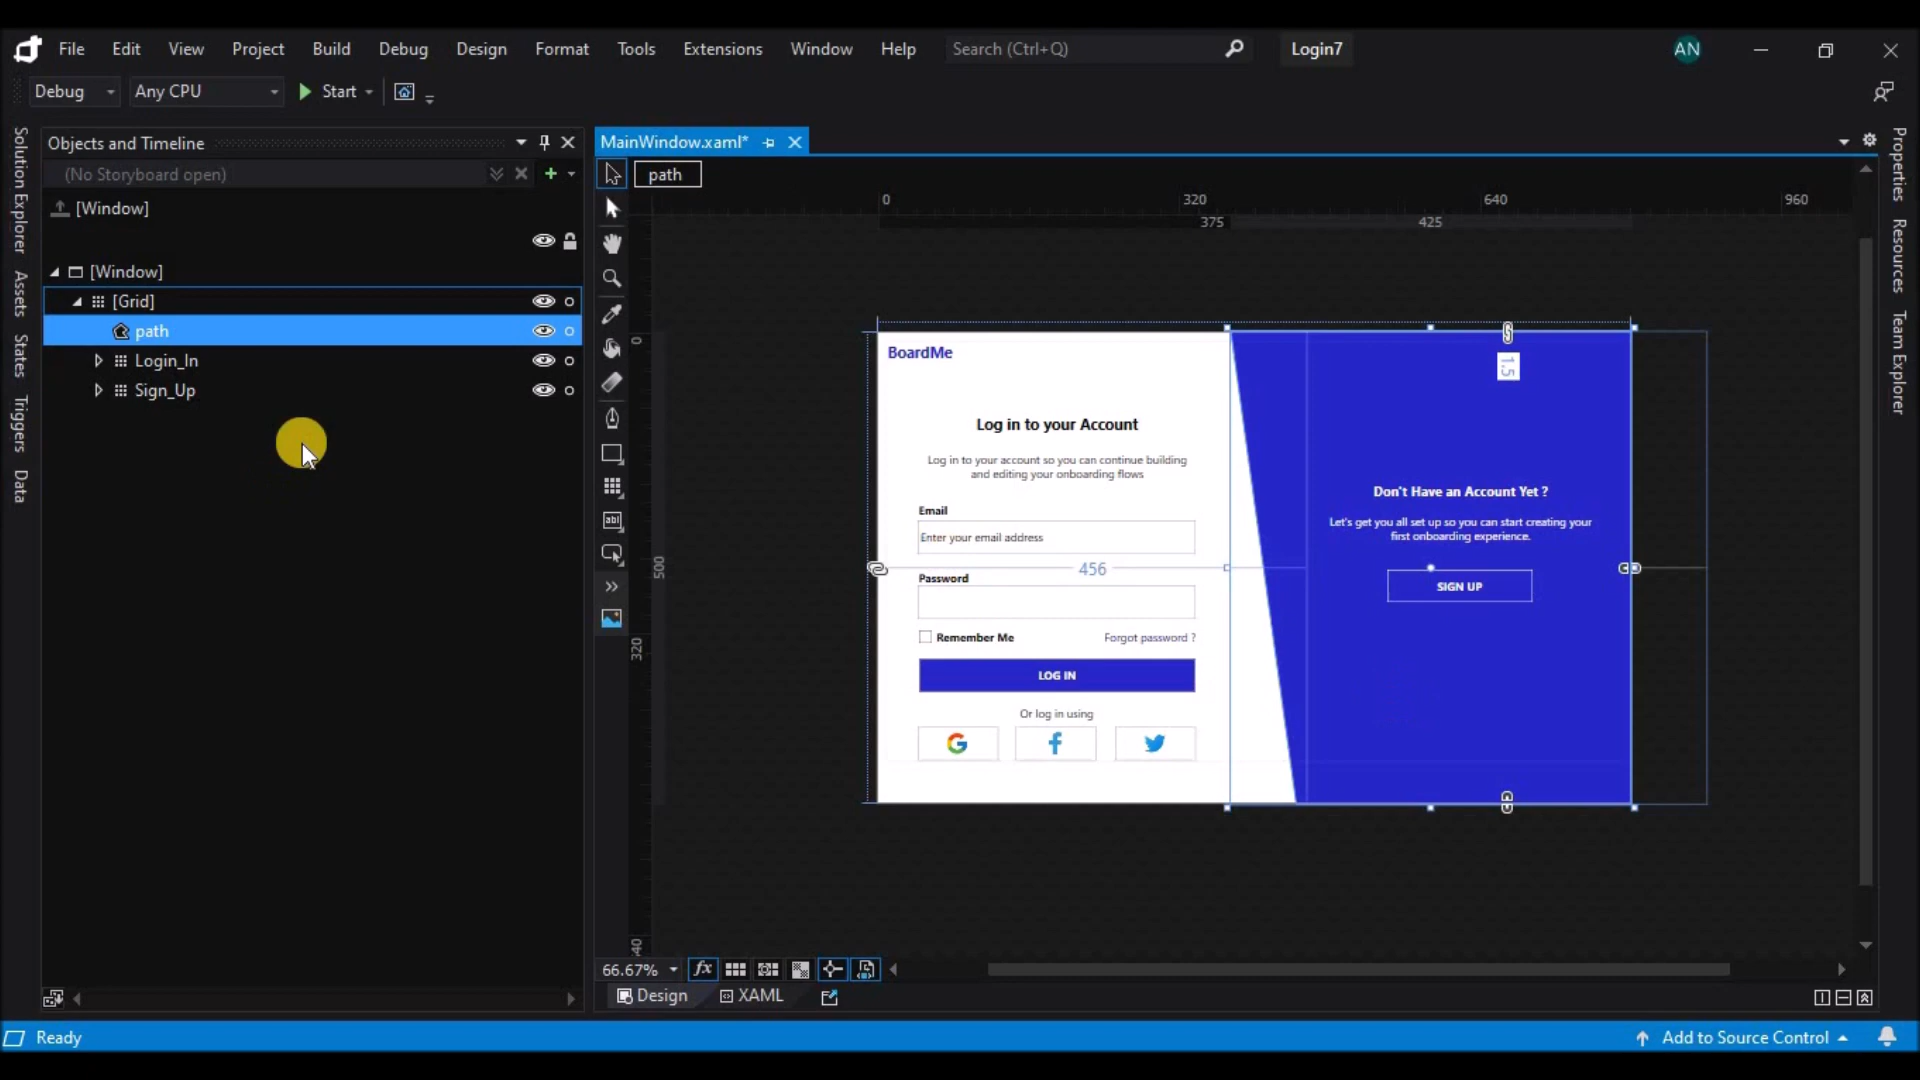 File Edit View Project Build Debug Design Format Tools Extensions Window Help Search (Ctrl+Q) Login7 AN
Debug Any CPU Start
Solution Explorer
Assets
States
Triggers
Data
Objects and Timeline
(No Storyboard open)
[Window]
[Window]
[Grid]
path
Login_In
Sign_Up
MainWindow.xaml*
path
0 320 640 960
375 425
0
500
320
40
BoardMe
Log in to your Account
Log in to your account so you can continue building
and editing your onboarding flows
Email
Enter your email address
456
Password
Remember Me Forgot password ?
LOG IN
Or log in using
1.5
Don't Have an Account Yet ?
Let's get you all set up so you can start creating your
first onboarding experience.
SIGN UP
Properties
Resources
Team Explorer
66.67% fx
Design XAML
Ready Add to Source Control